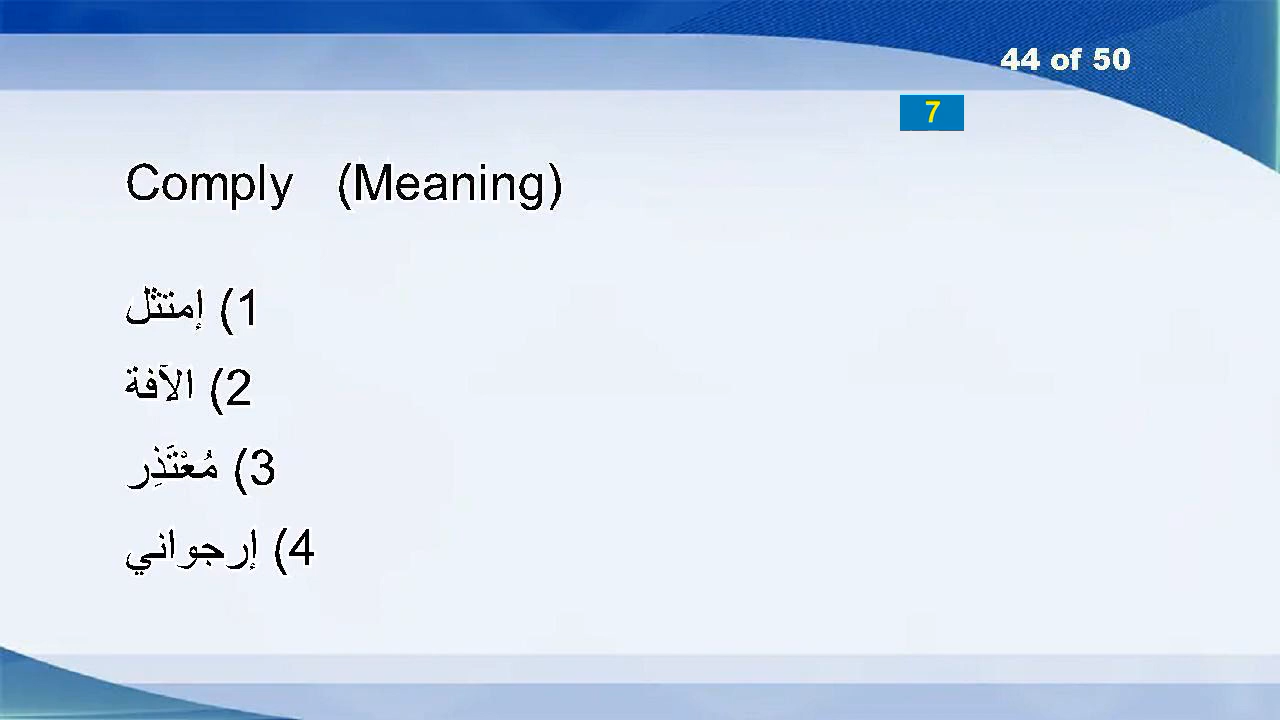 44 of 50
7
Comply (Meaning)
1) إمتثل
2) الآفة
3) مُعْتَذِر
4) إرجواني